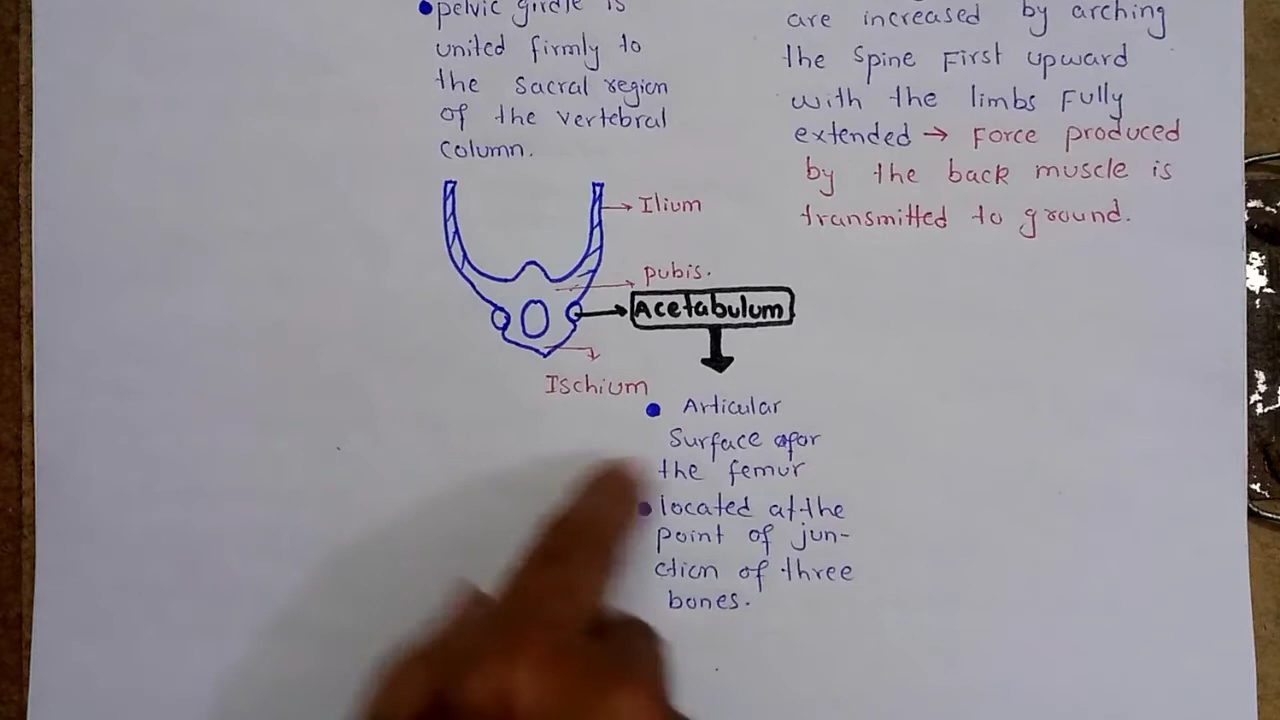 pelvic girdle is
united firmly to
the sacral region
of the vertebral
column.
are increased by arching
the spine First upward
with the limbs Fully
extended → Force produced
by the back muscle is
transmitted to ground.
Ilium
pubis.
Acetabulum
Ischium
Articular
Surface for
the femur
located at the
point of jun-
ction of three
bones.